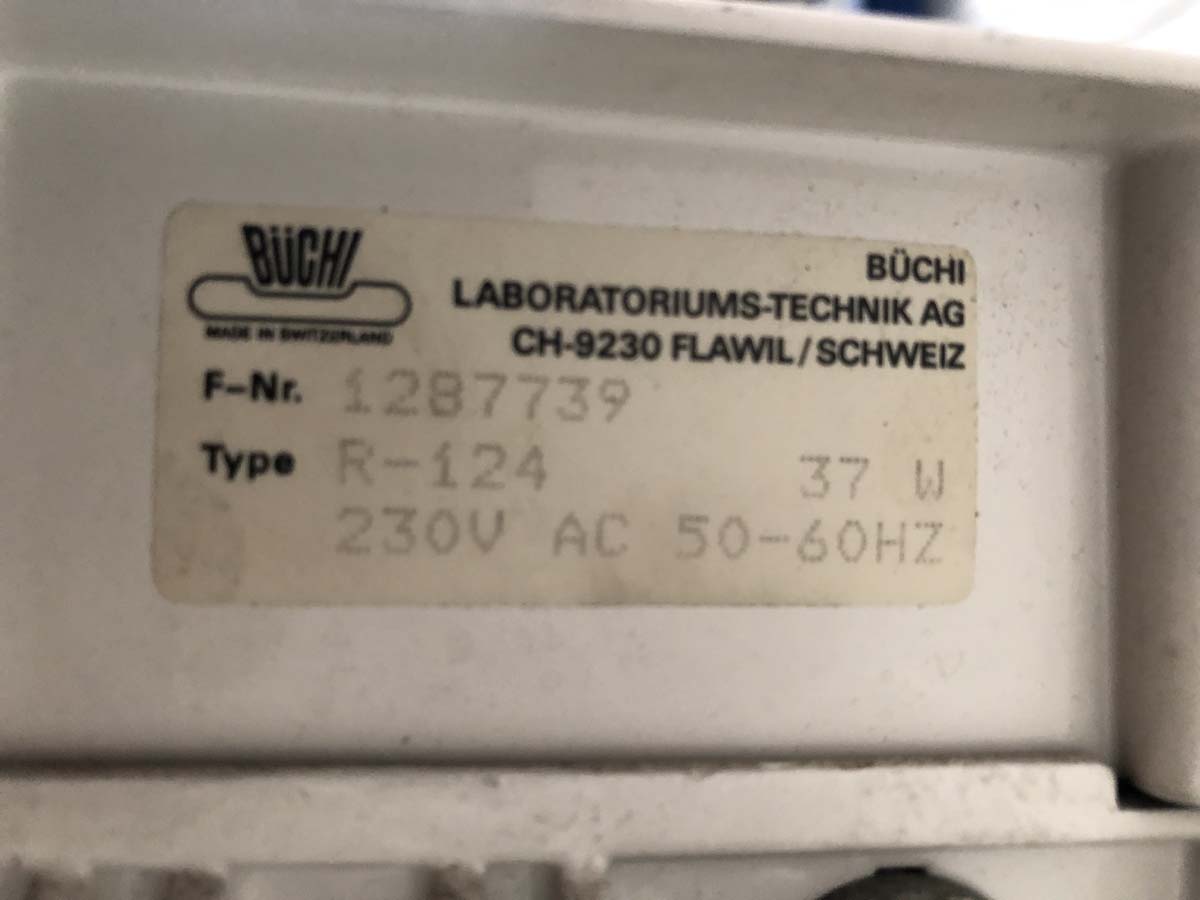 BÜCHI
MADE IN SWITZERLAND
BÜCHI
LABORATORIUMS-TECHNIK AG
CH-9230 FLAWIL/SCHWEIZ
F-Nr. 1287739
Type R-124 37 W
230V AC 50-60HZ